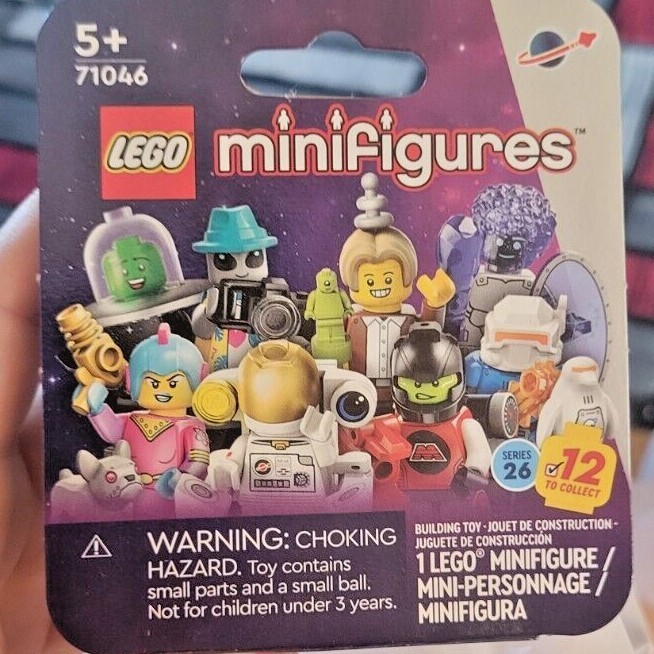 5+
71046
LEGO minifigures™
SERIES
26
12
TO COLLECT
WARNING: CHOKING
HAZARD. Toy contains
small parts and a small ball.
Not for children under 3 years.
BUILDING TOY · JOUET DE CONSTRUCTION -
JUGUETE DE CONSTRUCCIÓN
1 LEGO® MINIFIGURE /
MINI-PERSONNAGE /
MINIFIGURA